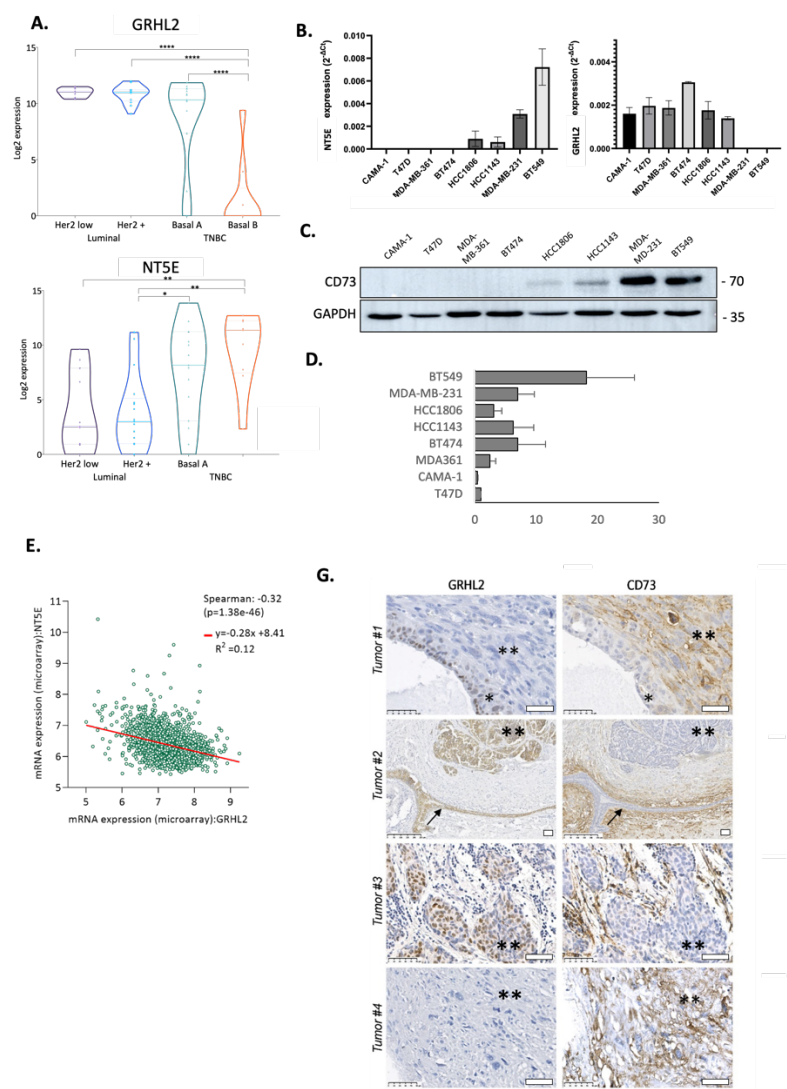 A.
GRHL2
****
****
****
Log2 expression
15
10
5
0
Her2 low
Her2 +
Basal A
Basal B
Luminal
TNBC
NT5E
**
**
*
Log2 expression
15
10
5
0
Her2 low
Her2 +
Basal A
Luminal
TNBC
B.
NT5E expression (2^-ΔCt)
0.010
0.008
0.006
0.004
0.002
0.000
CAMA-1
T47D
MDA-MB-361
BT474
HCC1806
HCC1143
MDA-MB-231
BT549
GRHL2 expression (2^-ΔCt)
0.004
0.002
0.000
CAMA-1
T47D
MDA-MB-361
BT474
HCC1806
HCC1143
MDA-MB-231
BT549
C.
CAMA-1
T47D
MDA-
MB-361
BT474
HCC1806
HCC1143
MDA-
MD-231
BT549
CD73
- 70
GAPDH
- 35
D.
BT549
MDA-MB-231
HCC1806
HCC1143
BT474
MDA361
CAMA-1
T47D
0
10
20
30
E.
Spearman: -0.32
(p=1.38e-46)
y=-0.28x +8.41
R² =0.12
mRNA expression (microarray):NT5E
11
10
9
8
7
6
5
5
6
7
8
9
mRNA expression (microarray):GRHL2
G.
GRHL2
CD73
Tumor #1
**
*
**
*
Tumor #2
**
**
Tumor #3
**
**
Tumor #4
**
**